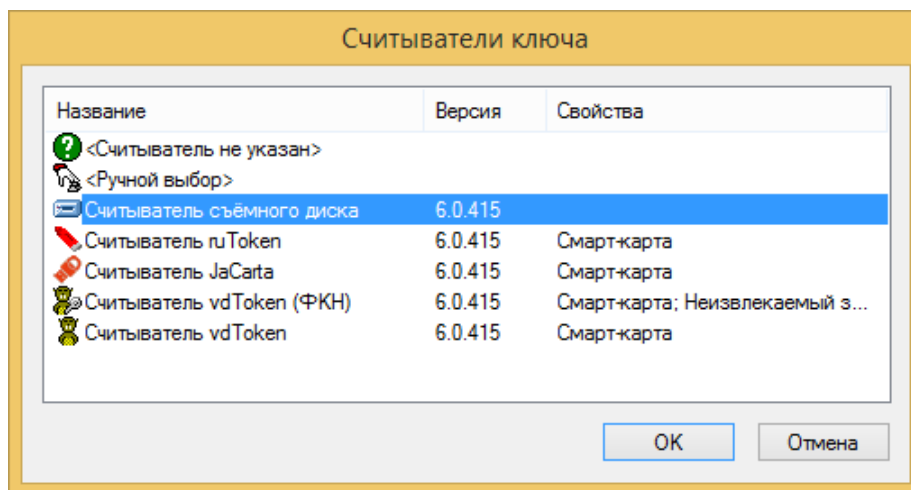 Считыватели ключа
Название Версия Свойства
<Считыватель не указан>
<Ручной выбор>
Считыватель съёмного диска 6.0.415
Считыватель ruToken 6.0.415 Смарт-карта
Считыватель JaCarta 6.0.415 Смарт-карта
Считыватель vdToken (ФКН) 6.0.415 Смарт-карта; Неизвлекаемый з...
Считыватель vdToken 6.0.415 Смарт-карта
OK Отмена